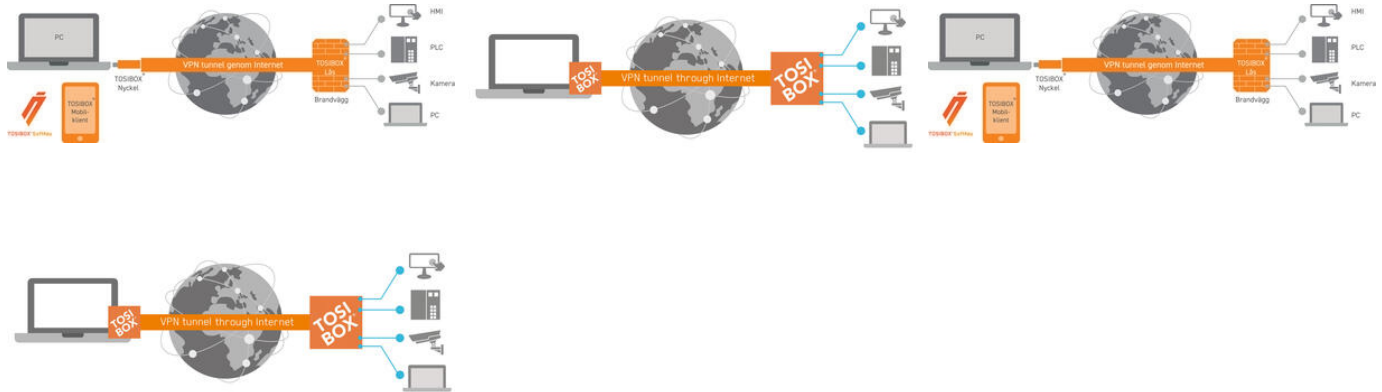 PC
TOSIBOX®
Nyckel
TOSIBOX® SoftKey
TOSIBOX®
Mobil-
klient
VPN tunnel genom Internet
TOSIBOX®
Lås
Brandvägg
HMI
PLC
Kamera
PC
TOSI
BOX
VPN tunnel through Internet
TOSI
BOX
PC
TOSIBOX®
Nyckel
TOSIBOX® SoftKey
TOSIBOX®
Mobil-
klient
VPN tunnel genom Internet
TOSIBOX®
Lås
Brandvägg
HMI
PLC
Kamera
PC
TOSI
BOX
VPN tunnel through Internet
TOSI
BOX